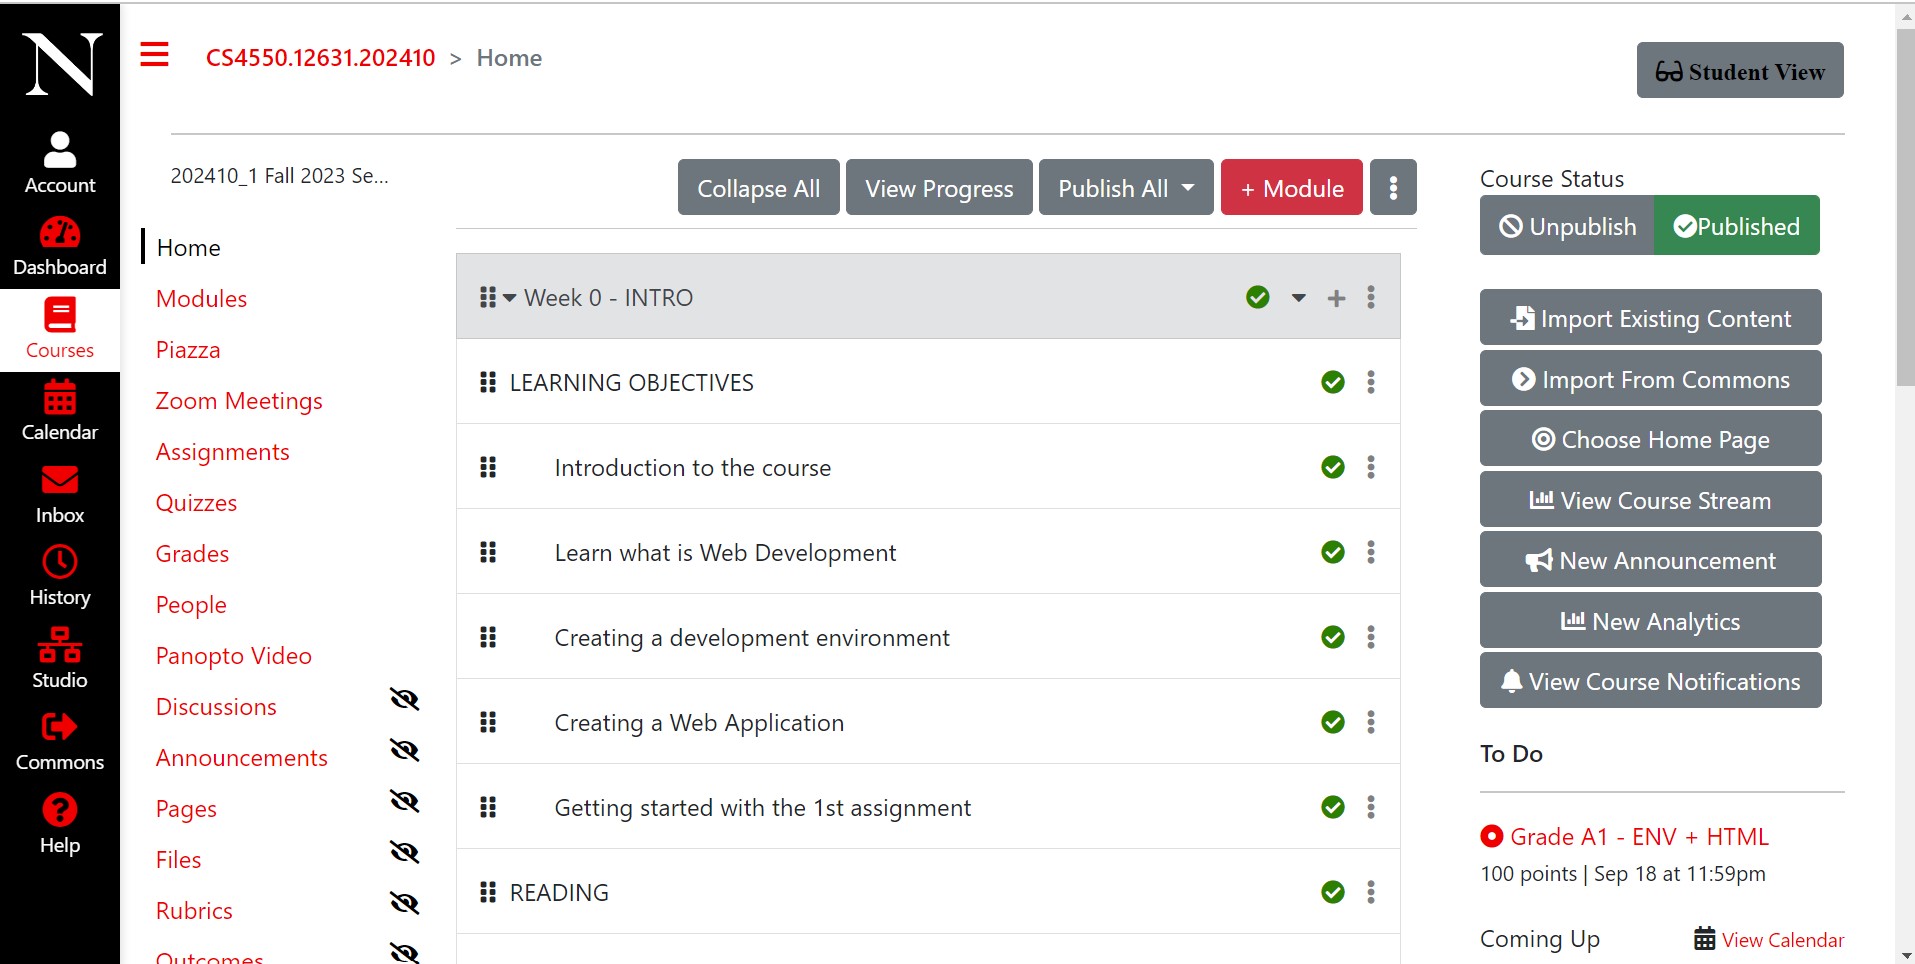 N
Account
Dashboard
Courses
Calendar
Inbox
History
Studio
Commons
Help
CS4550.12631.202410 > Home
Student View
202410_1 Fall 2023 Se...
Home
Modules
Piazza
Zoom Meetings
Assignments
Quizzes
Grades
People
Panopto Video
Discussions
Announcements
Pages
Files
Rubrics
Outcomes
Collapse All
View Progress
Publish All
+ Module
Week 0 - INTRO
LEARNING OBJECTIVES
Introduction to the course
Learn what is Web Development
Creating a development environment
Creating a Web Application
Getting started with the 1st assignment
READING
Course Status
Unpublish
Published
Import Existing Content
Import From Commons
Choose Home Page
View Course Stream
New Announcement
New Analytics
View Course Notifications
To Do
Grade A1 - ENV + HTML
100 points | Sep 18 at 11:59pm
Coming Up
View Calendar